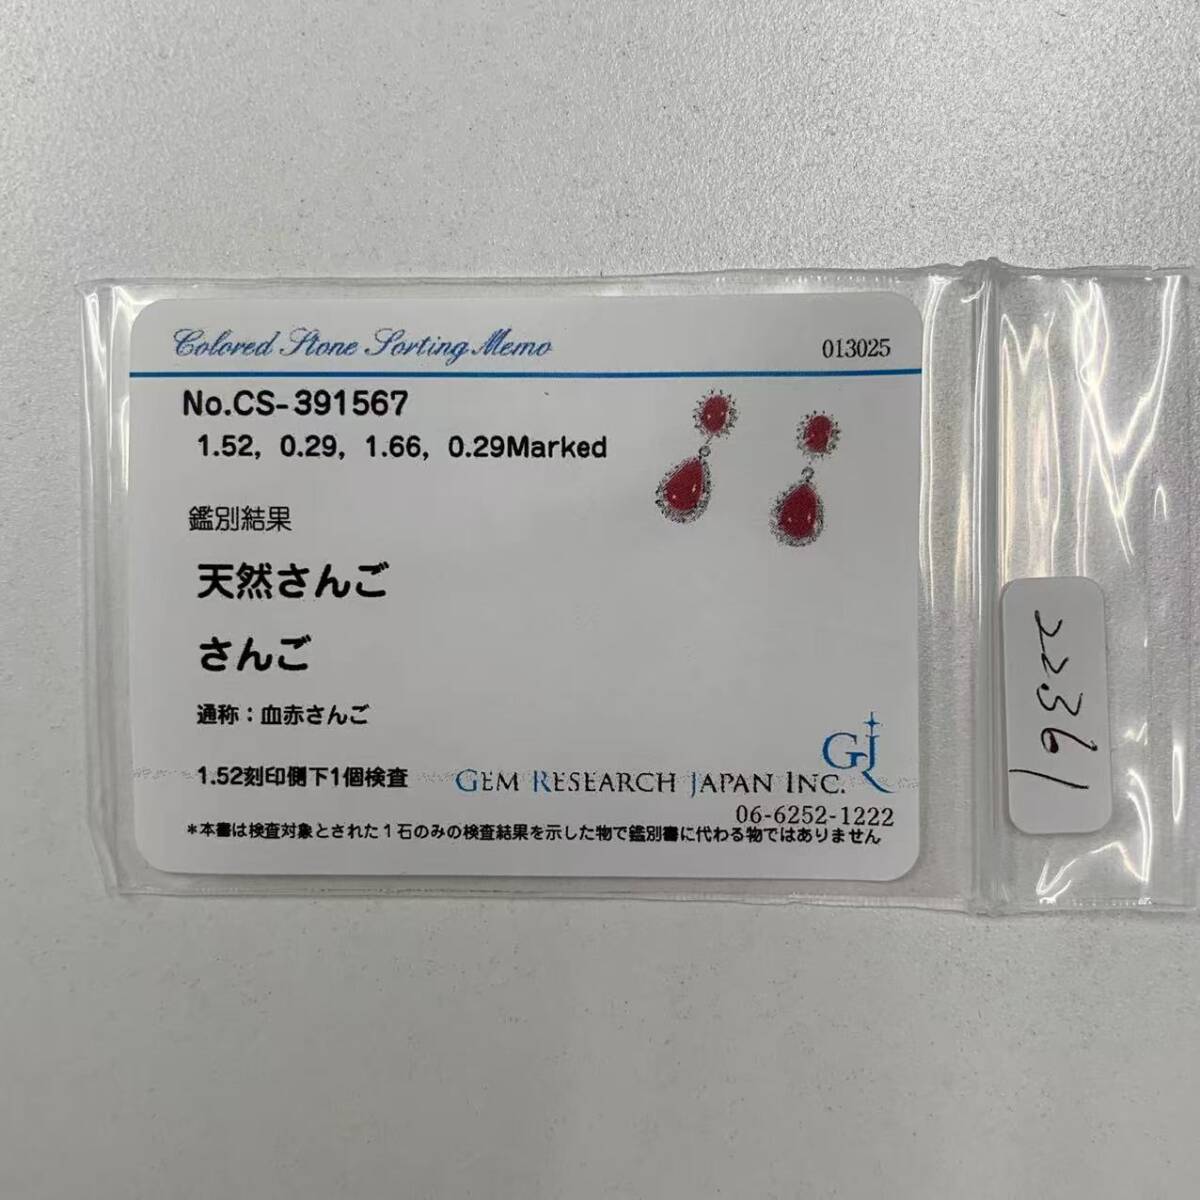 Colored Stone Sorting Memo 013025
No.CS-391567
1.52, 0.29, 1.66, 0.29Marked
鑑別結果
天然さんご
さんご
通称：血赤さんご
GJ
1.52刻印側下1個検査 GEM RESEARCH JAPAN INC.
06-6252-1222
*本書は検査対象とされた1石のみの検査結果を示した物で鑑別書に代わる物ではありません
22361